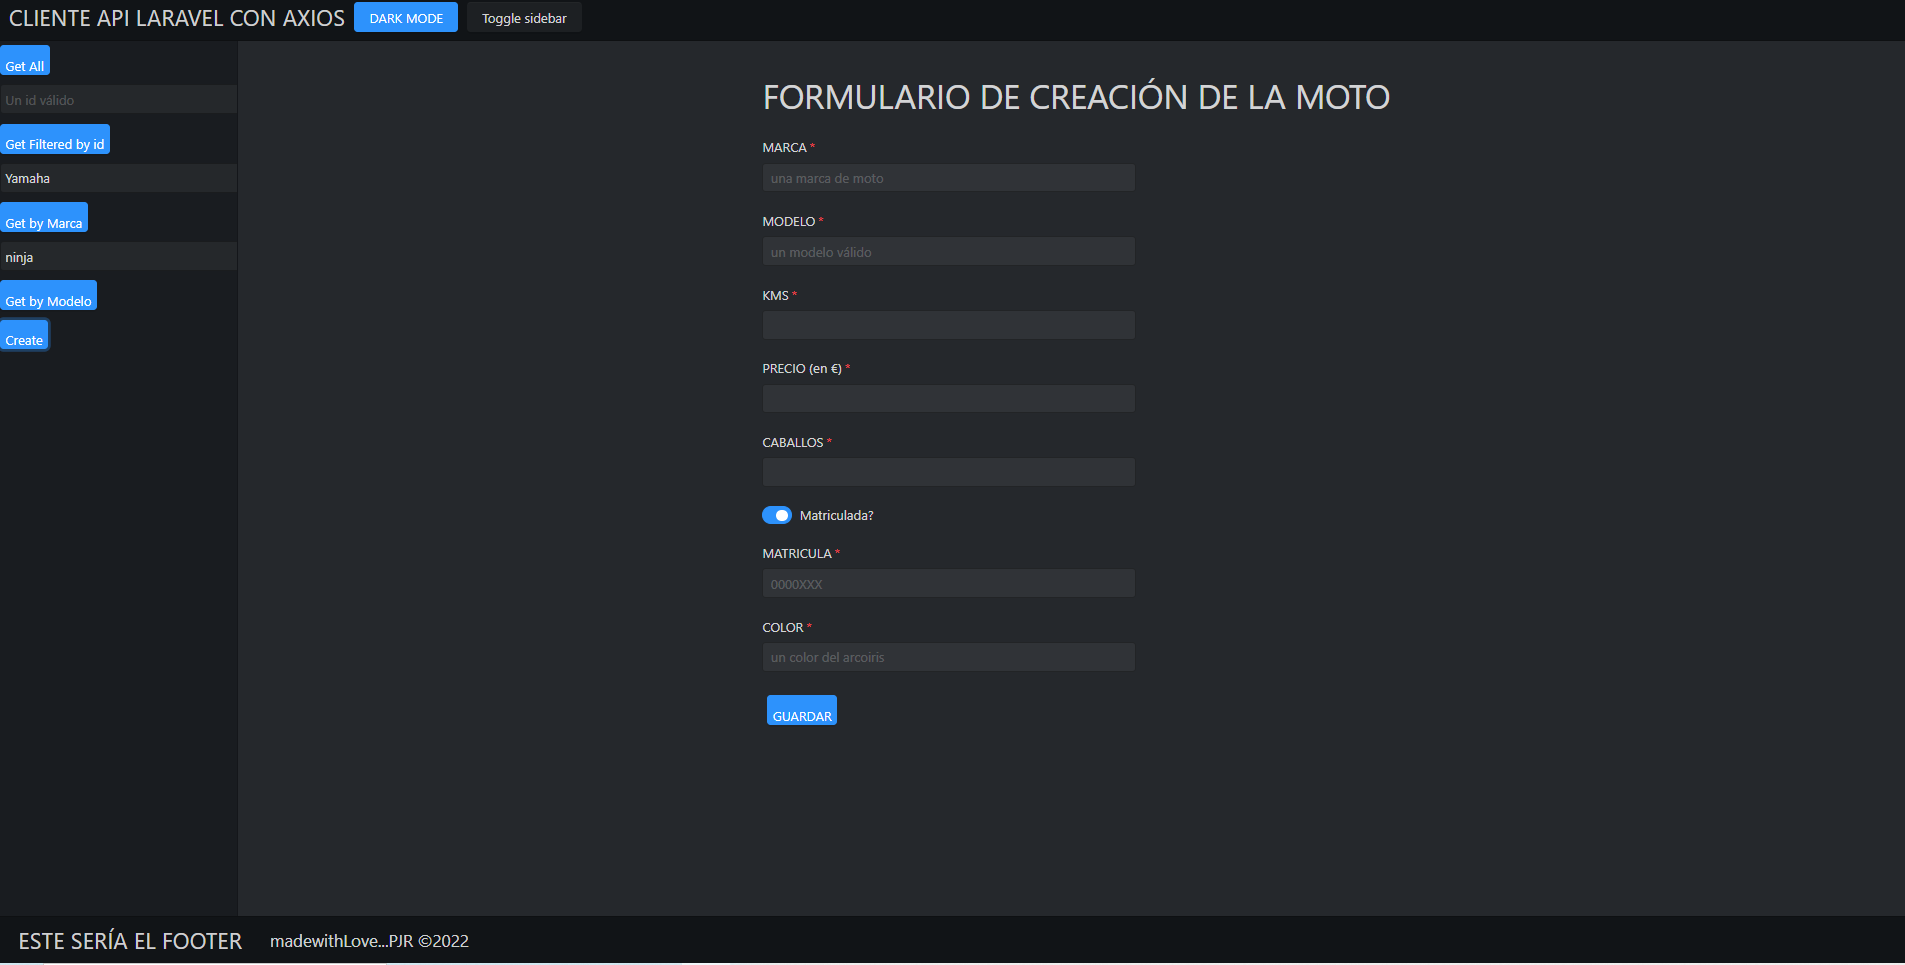 CLIENTE API LARAVEL CON AXIOS DARK MODE Toggle sidebar
Get All
Un id válido
Get Filtered by id
Yamaha
Get by Marca
ninja
Get by Modelo
Create
FORMULARIO DE CREACIÓN DE LA MOTO
MARCA *
una marca de moto
MODELO *
un modelo válido
KMS *
PRECIO (en €) *
CABALLOS *
Matriculada?
MATRICULA *
0000XXX
COLOR *
un color del arcoiris
GUARDAR
ESTE SERÍA EL FOOTER madewithLove...PJR ©2022